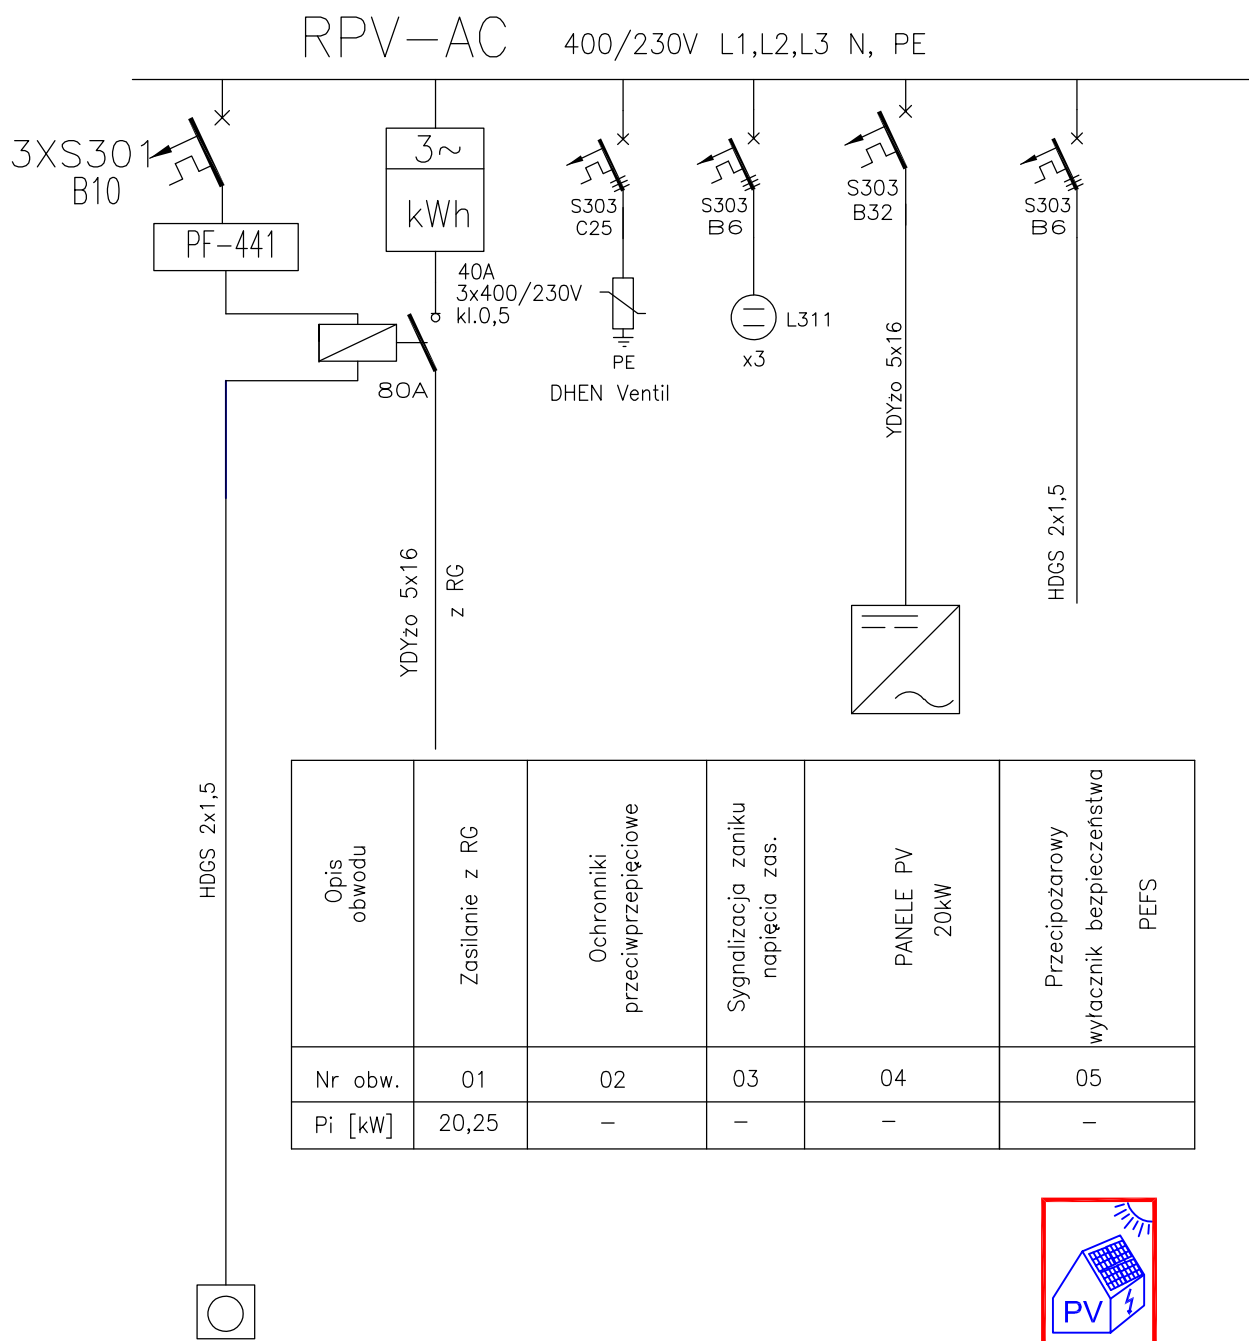 RPV-AC 400/230V L1,L2,L3 N, PE
3XS301
B10
PF-441
3~
kWh
40A
3x400/230V
kl.0,5
80A
S303
C25
PE
DHEN Ventil
S303
B6
L311
x3
S303
B32
YDYżo 5x16
S303
B6
HDGS 2x1,5
YDYżo 5x16
z RG
HDGS 2x1,5
Opis
obwodu
Zasilanie z RG
Ochronniki
przeciwprzepięciowe
Sygnalizacja zaniku
napięcia zas.
PANELE PV
20kW
Przecipożarowy
wyłacznik bezpieczeństwa
PEFS
Nr obw. 01 02 03 04 05
Pi [kW] 20,25 – – – –
PV